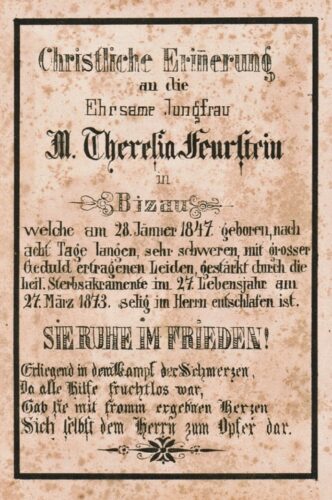 Christliche Erin̄erung
an die
Ehrsame Jungfrau
M. Theresia Feurstein
in
Bizau
welche am 28. Jänner 1847. geboren, nach
acht Tage langen, sehr schweren, mit grosser
Geduld ertragenen Leiden, gestärkt durch die
heil. Sterbsakramente im 27. Lebensjahr am
27. März 1873. selig im Herrn entschlafen ist.
SIE RUHE IM FRIEDEN!
Erliegend in dem Kampf der Schmerzen,
Da alle Hilfe fruchtlos war,
Gab sie mit fromm ergebnen Herzen
Sich selbst dem Herrn zum Opfer dar.